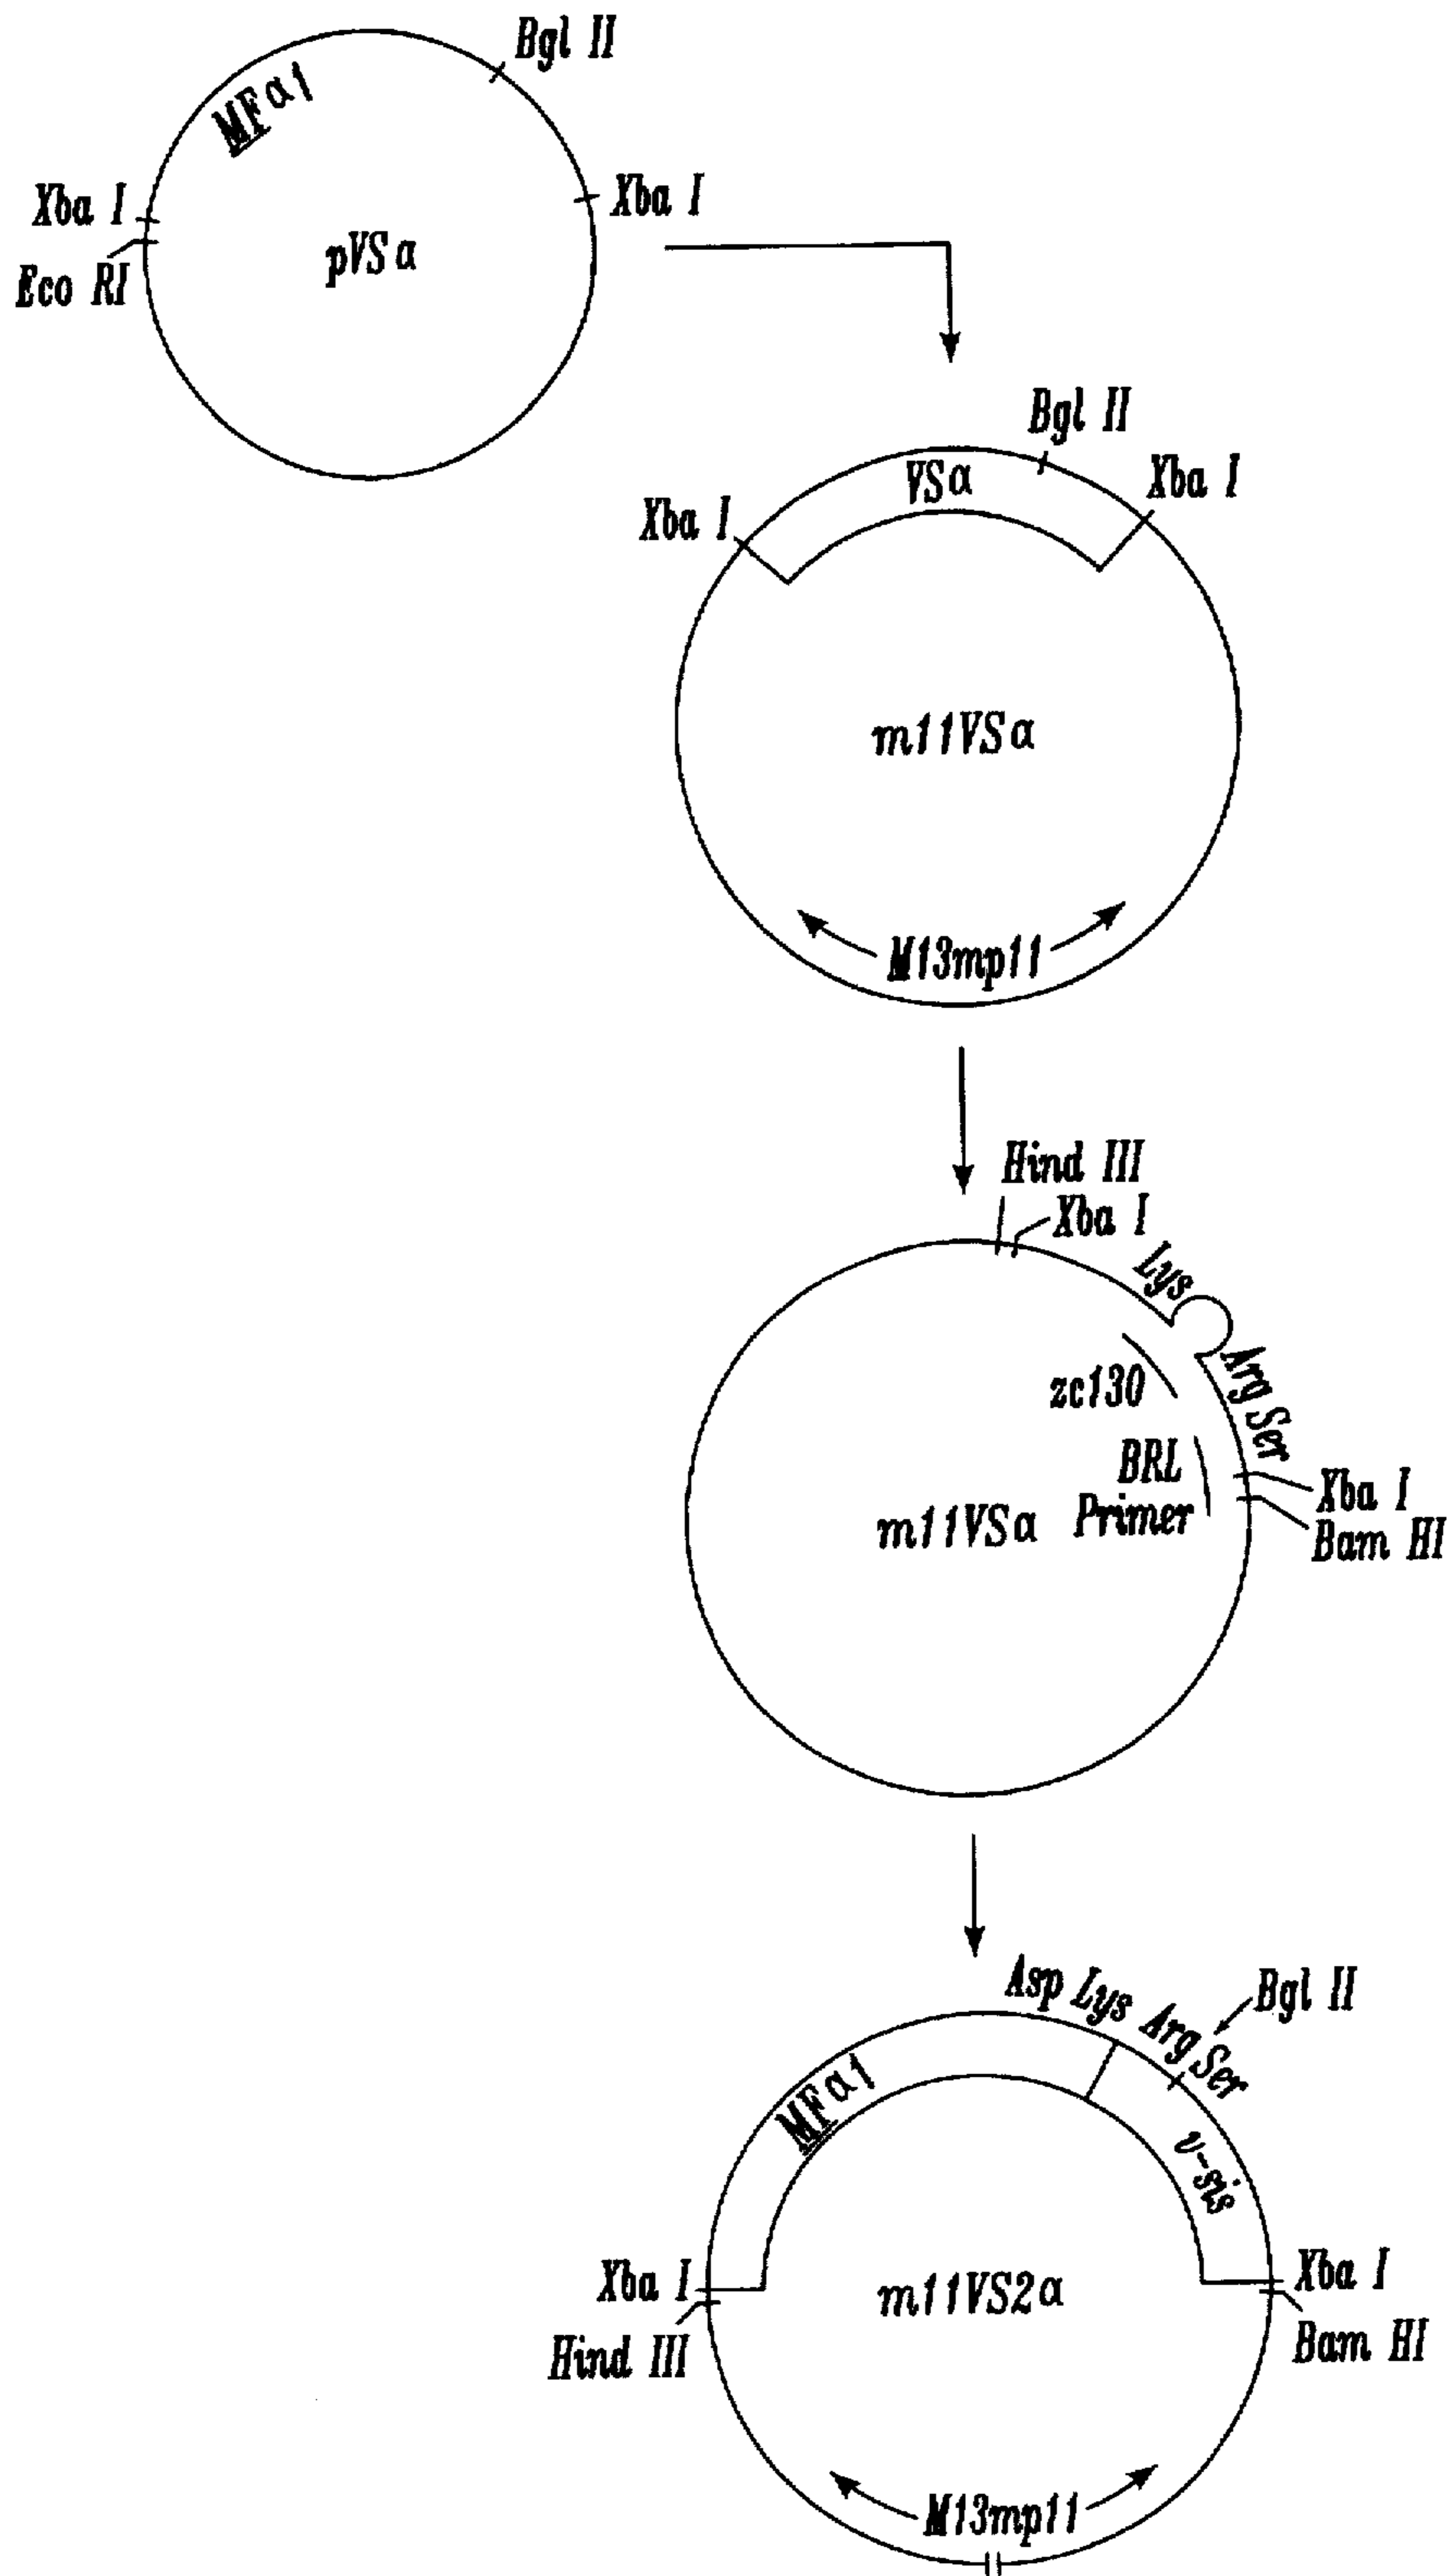 Bgl II
MFα1
Xba I
Xba I
Eco RI
pVSα
Bgl II
VSα
Xba I
Xba I
m11VSα
M13mp11
Hind III
Xba I
Lys
Arg Ser
zc130
BRL
Primer
Xba I
Bam HI
m11VSα
Asp Lys Arg Ser
Bgl II
MFα1
v-sis
Xba I
Xba I
m11VS2α
Hind III
Bam HI
M13mp11